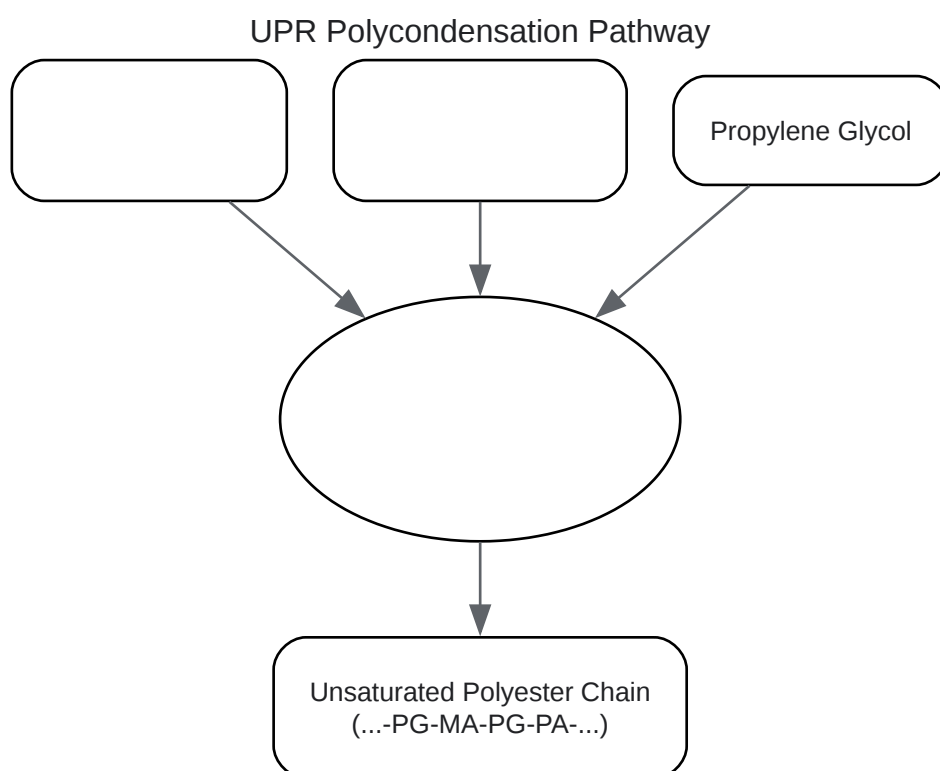 UPR Polycondensation Pathway
Propylene Glycol
Unsaturated Polyester Chain
(...-PG-MA-PG-PA-...)